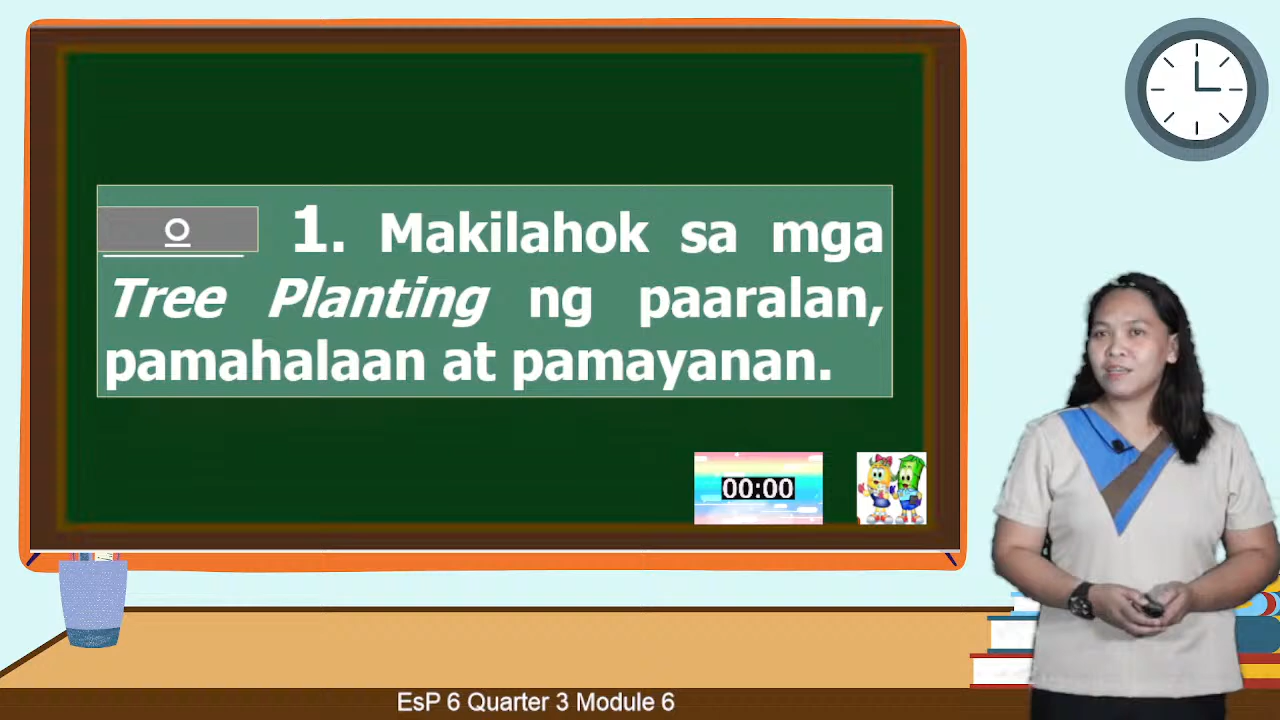 O 1. Makilahok sa mga
Tree Planting ng paaralan,
pamahalaan at pamayanan.
00:00
EsP 6 Quarter 3 Module 6